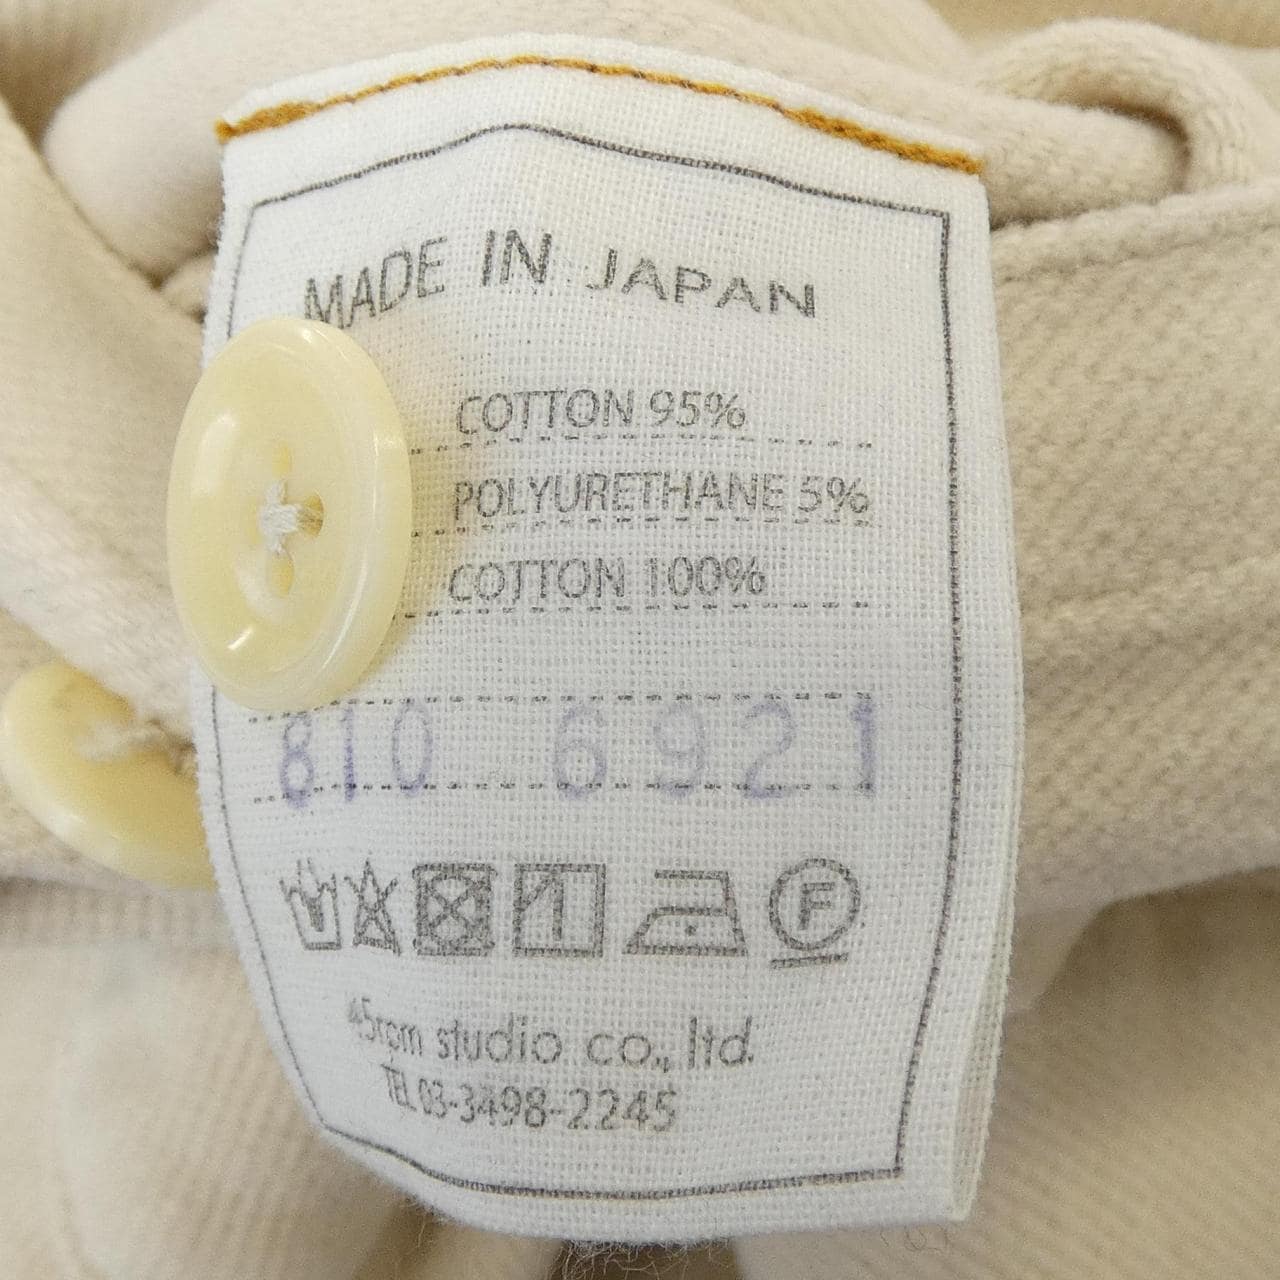 MADE IN JAPAN
COTTON 95%
POLYURETHANE 5%
COTTON 100%
810 6921
F
45rpm studio co., ltd.
TEL 03-3498-2245